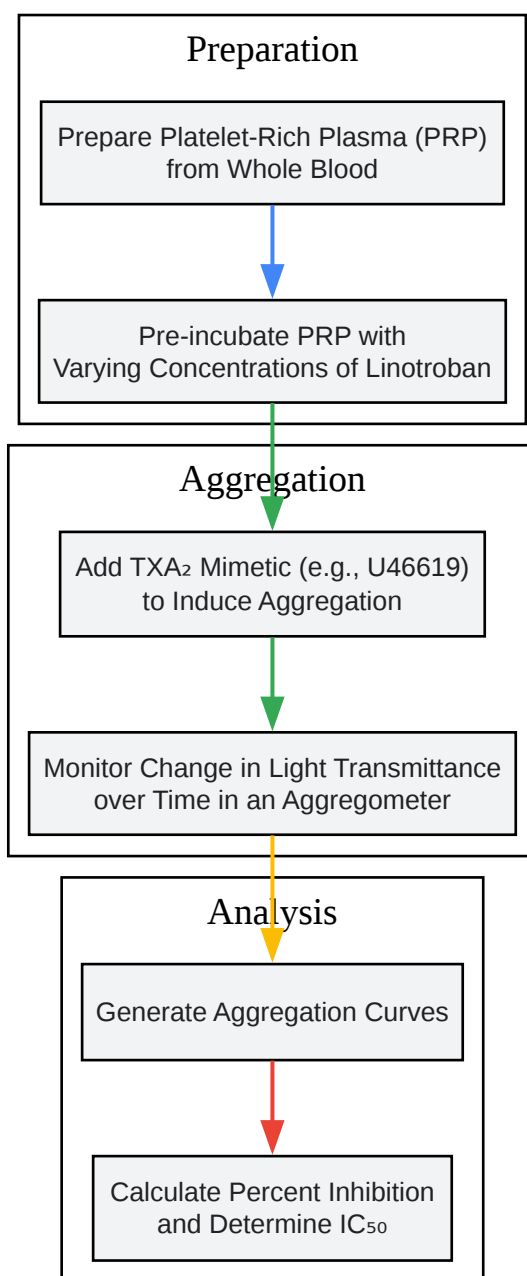 Preparation
Prepare Platelet-Rich Plasma (PRP)
from Whole Blood
Pre-incubate PRP with
Varying Concentrations of Linotroban
Aggregation
Add TXA₂ Mimetic (e.g., U46619)
to Induce Aggregation
Monitor Change in Light Transmittance
over Time in an Aggregometer
Analysis
Generate Aggregation Curves
Calculate Percent Inhibition
and Determine IC₅₀